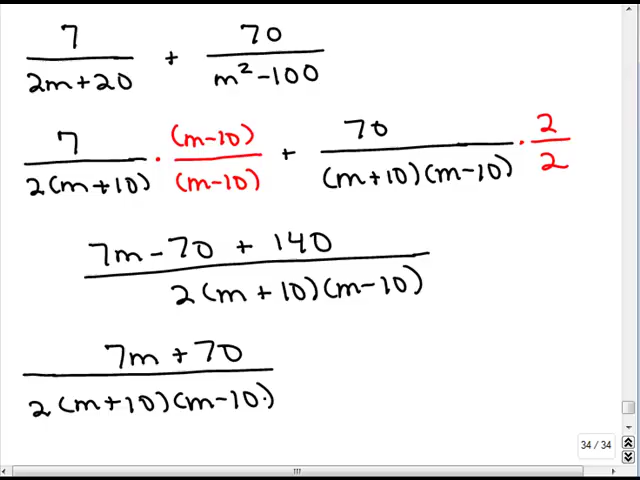 7/(2m+20) + 70/(m²-100)
7/(2(m+10)) · (m-10)/(m-10) + 70/((m+10)(m-10)) · 2/2
(7m-70+140)/(2(m+10)(m-10))
(7m+70)/(2(m+10)(m-10))
34 / 34